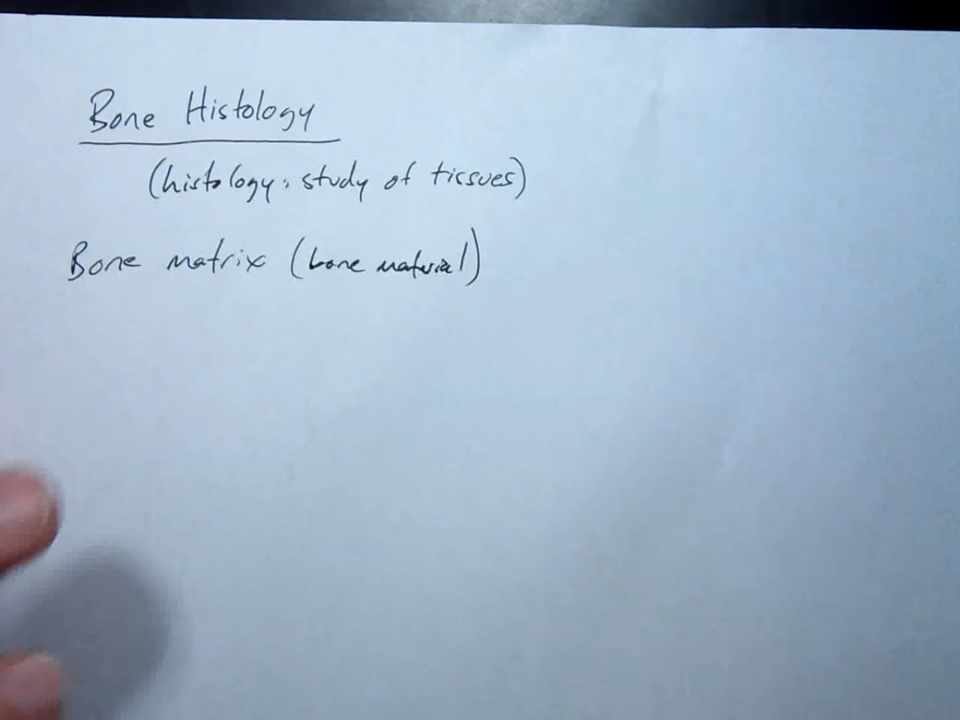 Bone Histology
(histology: study of tissues)
Bone matrix (bone material)